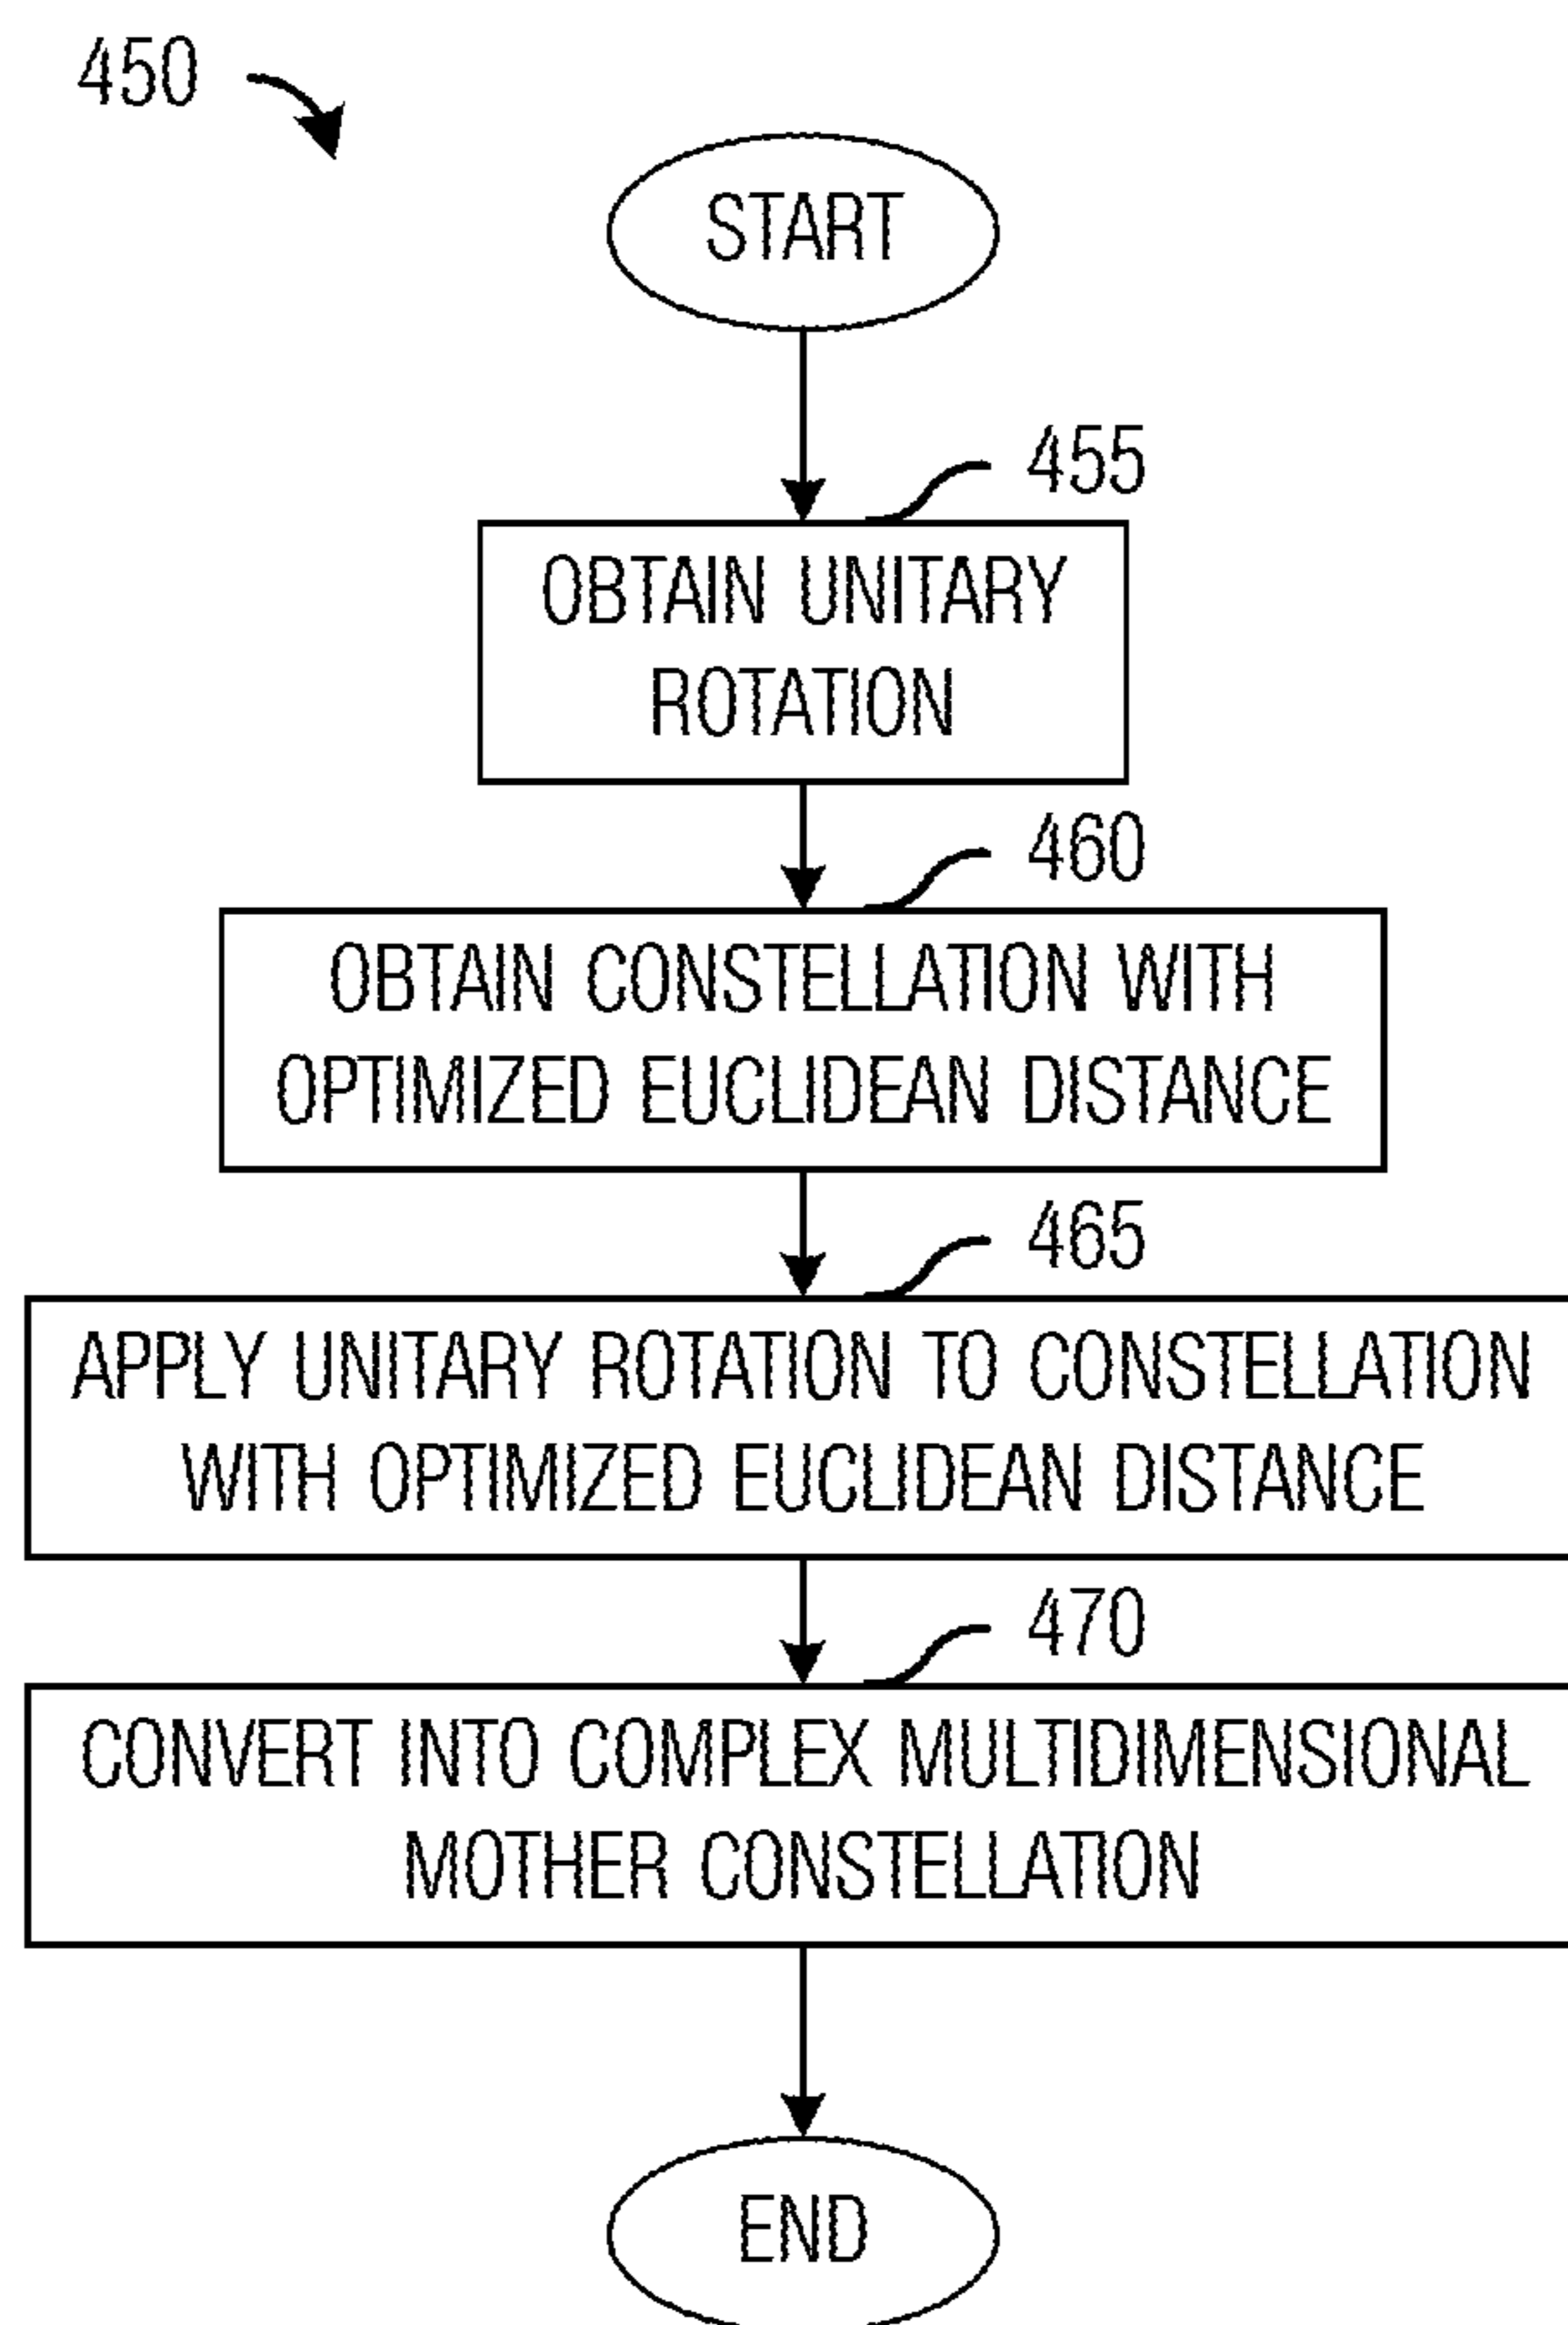 450
START
455
OBTAIN UNITARY
ROTATION
460
OBTAIN CONSTELLATION WITH
OPTIMIZED EUCLIDEAN DISTANCE
465
APPLY UNITARY ROTATION TO CONSTELLATION
WITH OPTIMIZED EUCLIDEAN DISTANCE
470
CONVERT INTO COMPLEX MULTIDIMENSIONAL
MOTHER CONSTELLATION
END